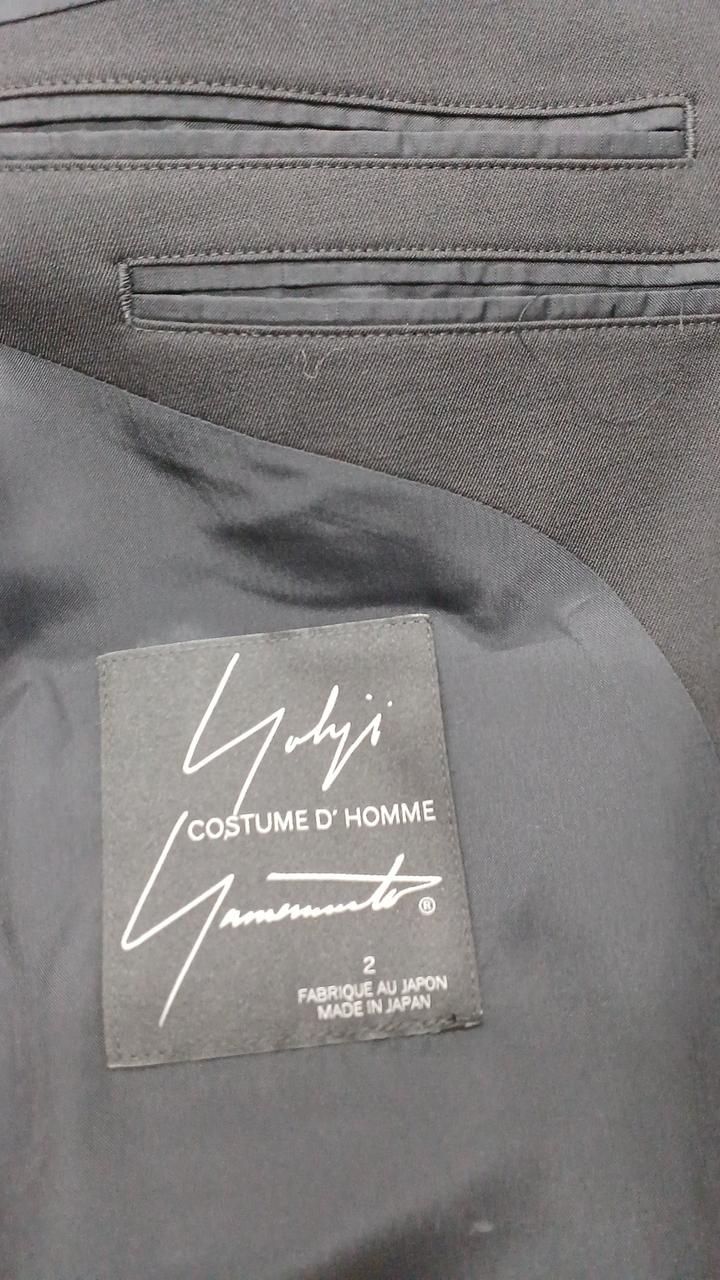 Yohji
COSTUME D' HOMME
Yamamoto ®
2
FABRIQUE AU JAPON
MADE IN JAPAN